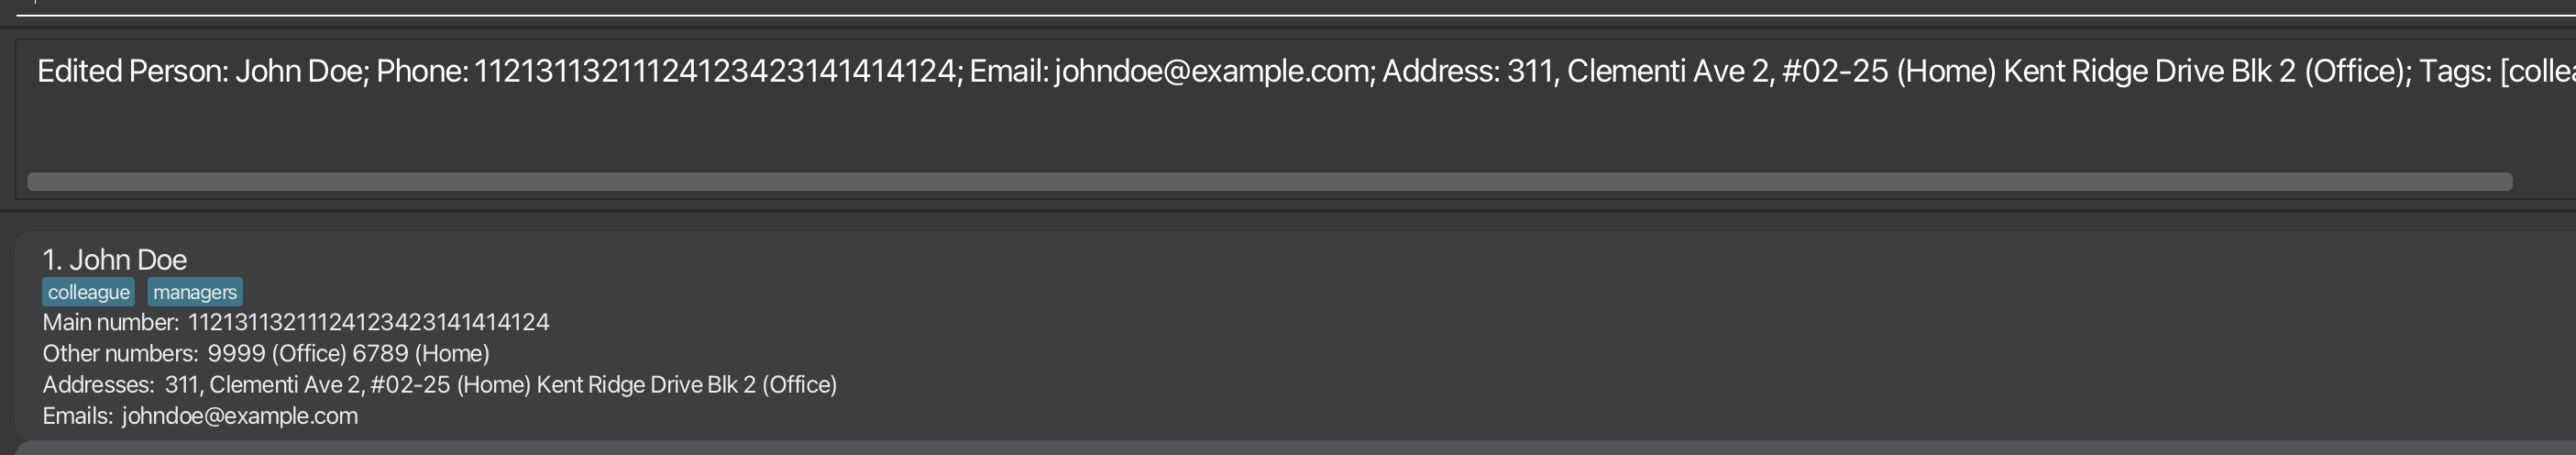 Edited Person: John Doe; Phone: 11213113211124123423141414124; Email: johndoe@example.com; Address: 311, Clementi Ave 2, #02-25 (Home) Kent Ridge Drive Blk 2 (Office); Tags: [collea
1. John Doe
colleague managers
Main number: 11213113211124123423141414124
Other numbers: 9999 (Office) 6789 (Home)
Addresses: 311, Clementi Ave 2, #02-25 (Home) Kent Ridge Drive Blk 2 (Office)
Emails: johndoe@example.com